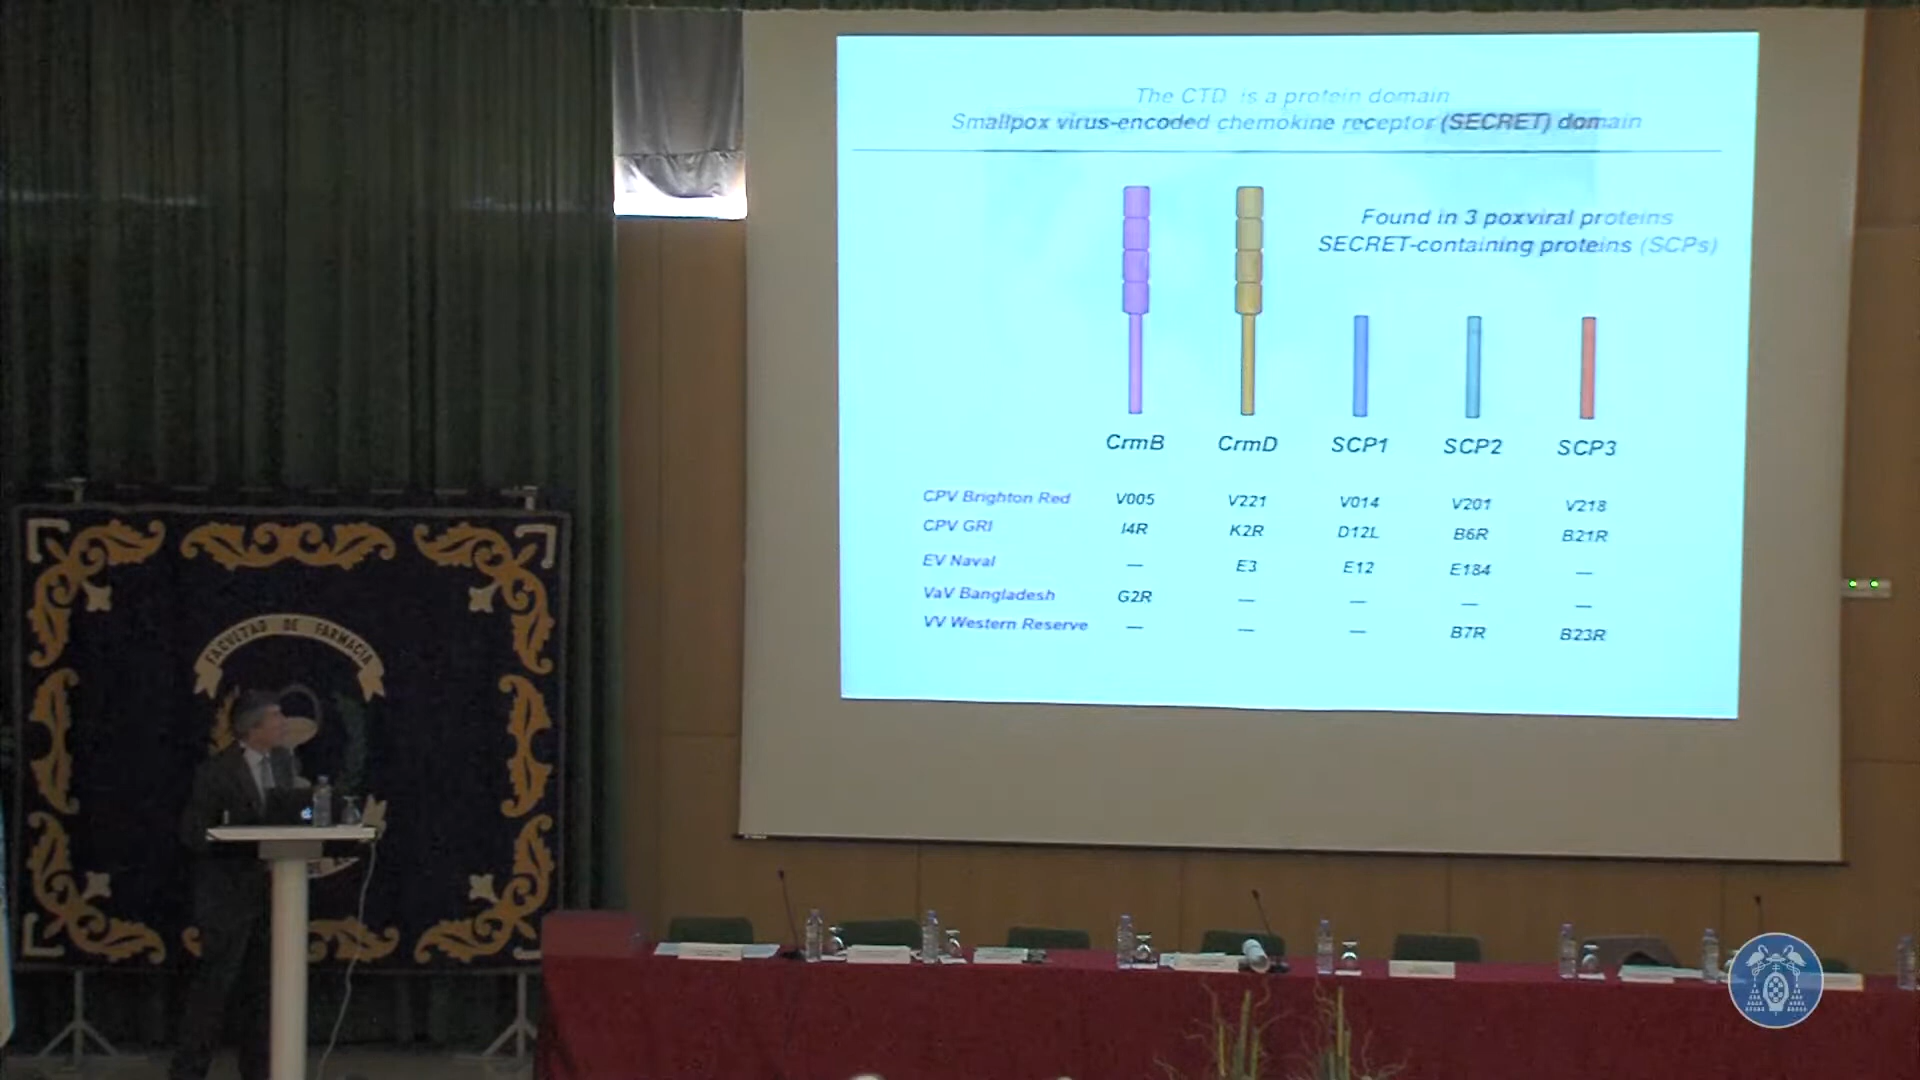 The CTD is a protein domain
Smallpox virus-encoded chemokine receptor (SECRET) domain
Found in 3 poxviral proteins
SECRET-containing proteins (SCPs)
CrmB CrmD SCP1 SCP2 SCP3
CPV Brighton Red V005 V221 V014 V201 V218
CPV GRI I4R K2R D12L B6R B21R
EV Naval — E3 E12 E184 —
VaV Bangladesh G2R — — — —
VV Western Reserve — — — B7R B23R
FACULTAD DE FARMACIA